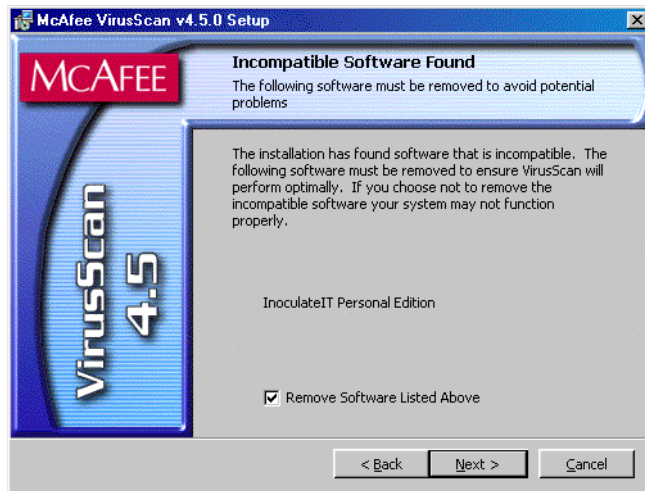 McAfee VirusScan v4.5.0 Setup
MCAFEE
Incompatible Software Found
The following software must be removed to avoid potential
problems
The installation has found software that is incompatible.  The
following software must be removed to ensure VirusScan will
perform optimally.  If you choose not to remove the
incompatible software your system may not function
properly.
VirusScan
4.5
InoculateIT Personal Edition
Remove Software Listed Above
< Back
Next >
Cancel